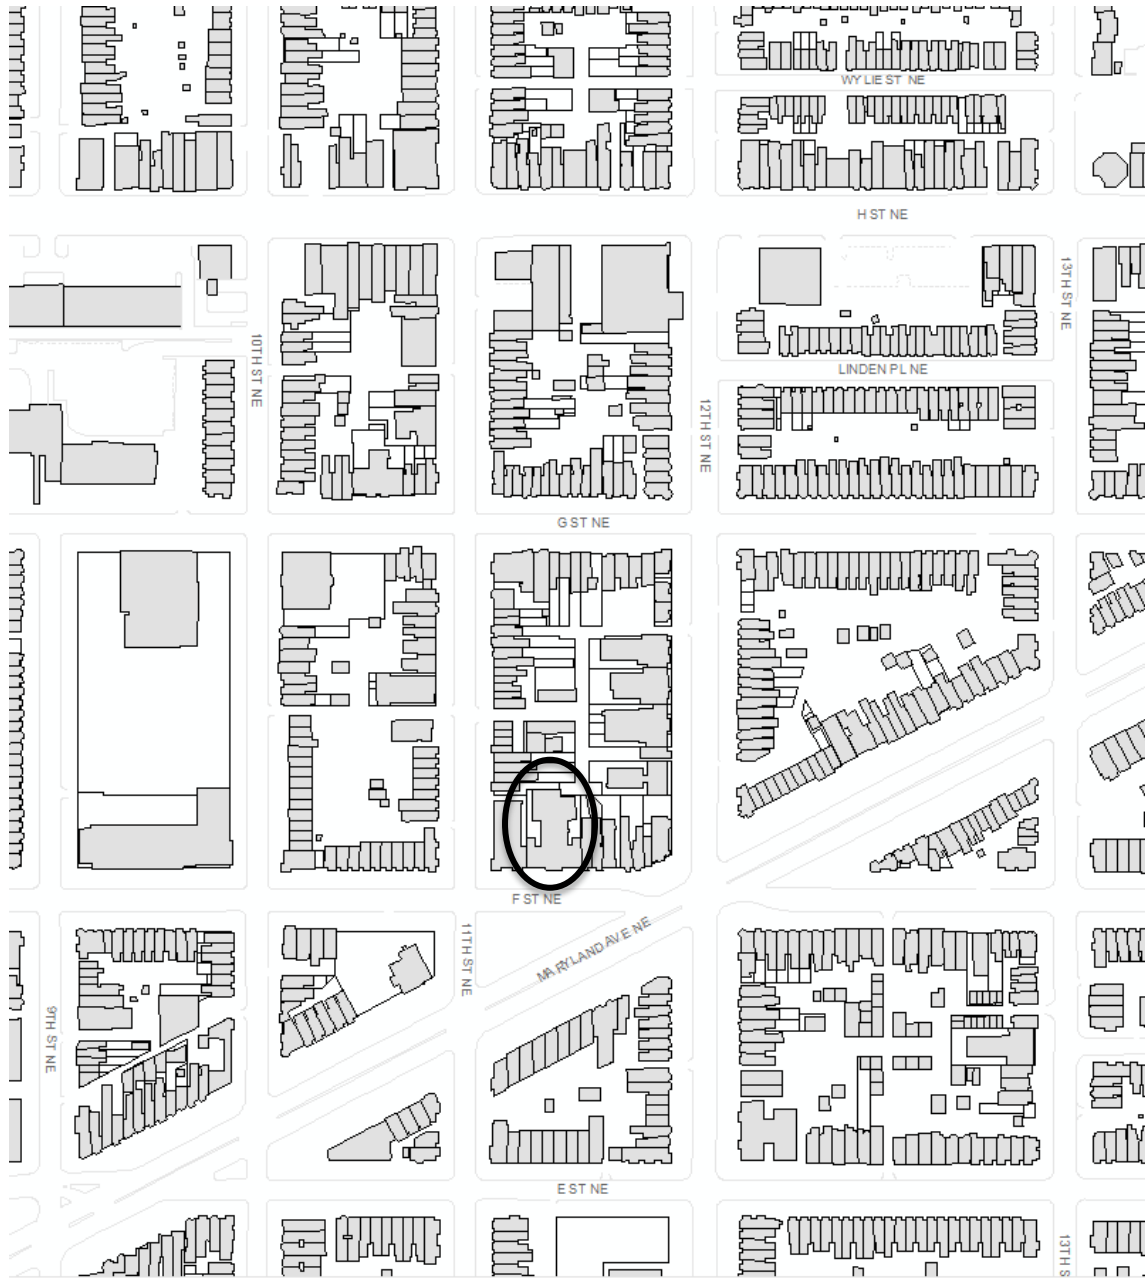 WYLIE ST NE
H ST NE
13TH ST NE
10TH ST NE
LINDEN PL NE
12TH ST NE
G ST NE
F ST NE
11TH ST NE
MARYLAND AVE NE
9TH ST NE
E ST NE
13TH S